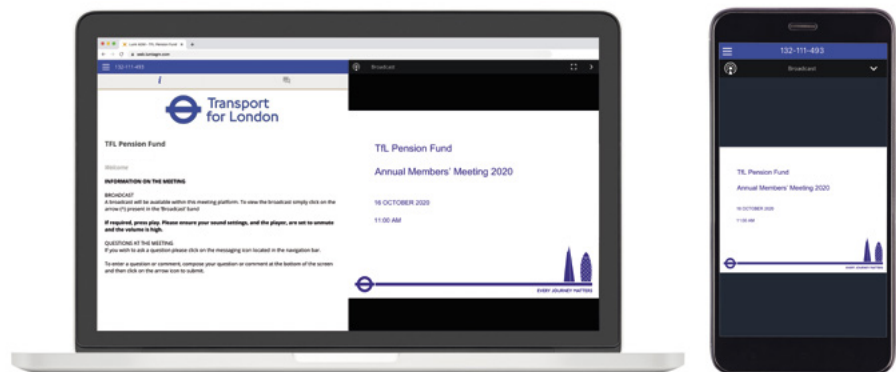 web.lumiagm.com
132-111-493
Broadcast
i
Transport
for London
TFL Pension Fund
Welcome
INFORMATION ON THE MEETING
BROADCAST
A broadcast will be available within this meeting platform. To view the broadcast simply click on the
arrow (^) present in the 'Broadcast' band
If required, press play. Please ensure your sound settings, and the player, are set to unmute
and the volume is high.
QUESTIONS AT THE MEETING
If you wish to ask a question please click on the messaging icon located in the navigation bar.
To enter a question or comment, compose your question or comment at the bottom of the screen
and then click on the arrow icon to submit.
TfL Pension Fund
Annual Members' Meeting 2020
16 OCTOBER 2020
11:00 AM
EVERY JOURNEY MATTERS
132-111-493
Broadcast
TfL Pension Fund
Annual Members' Meeting 2020
16 OCTOBER 2020
11:00 AM
EVERY JOURNEY MATTERS